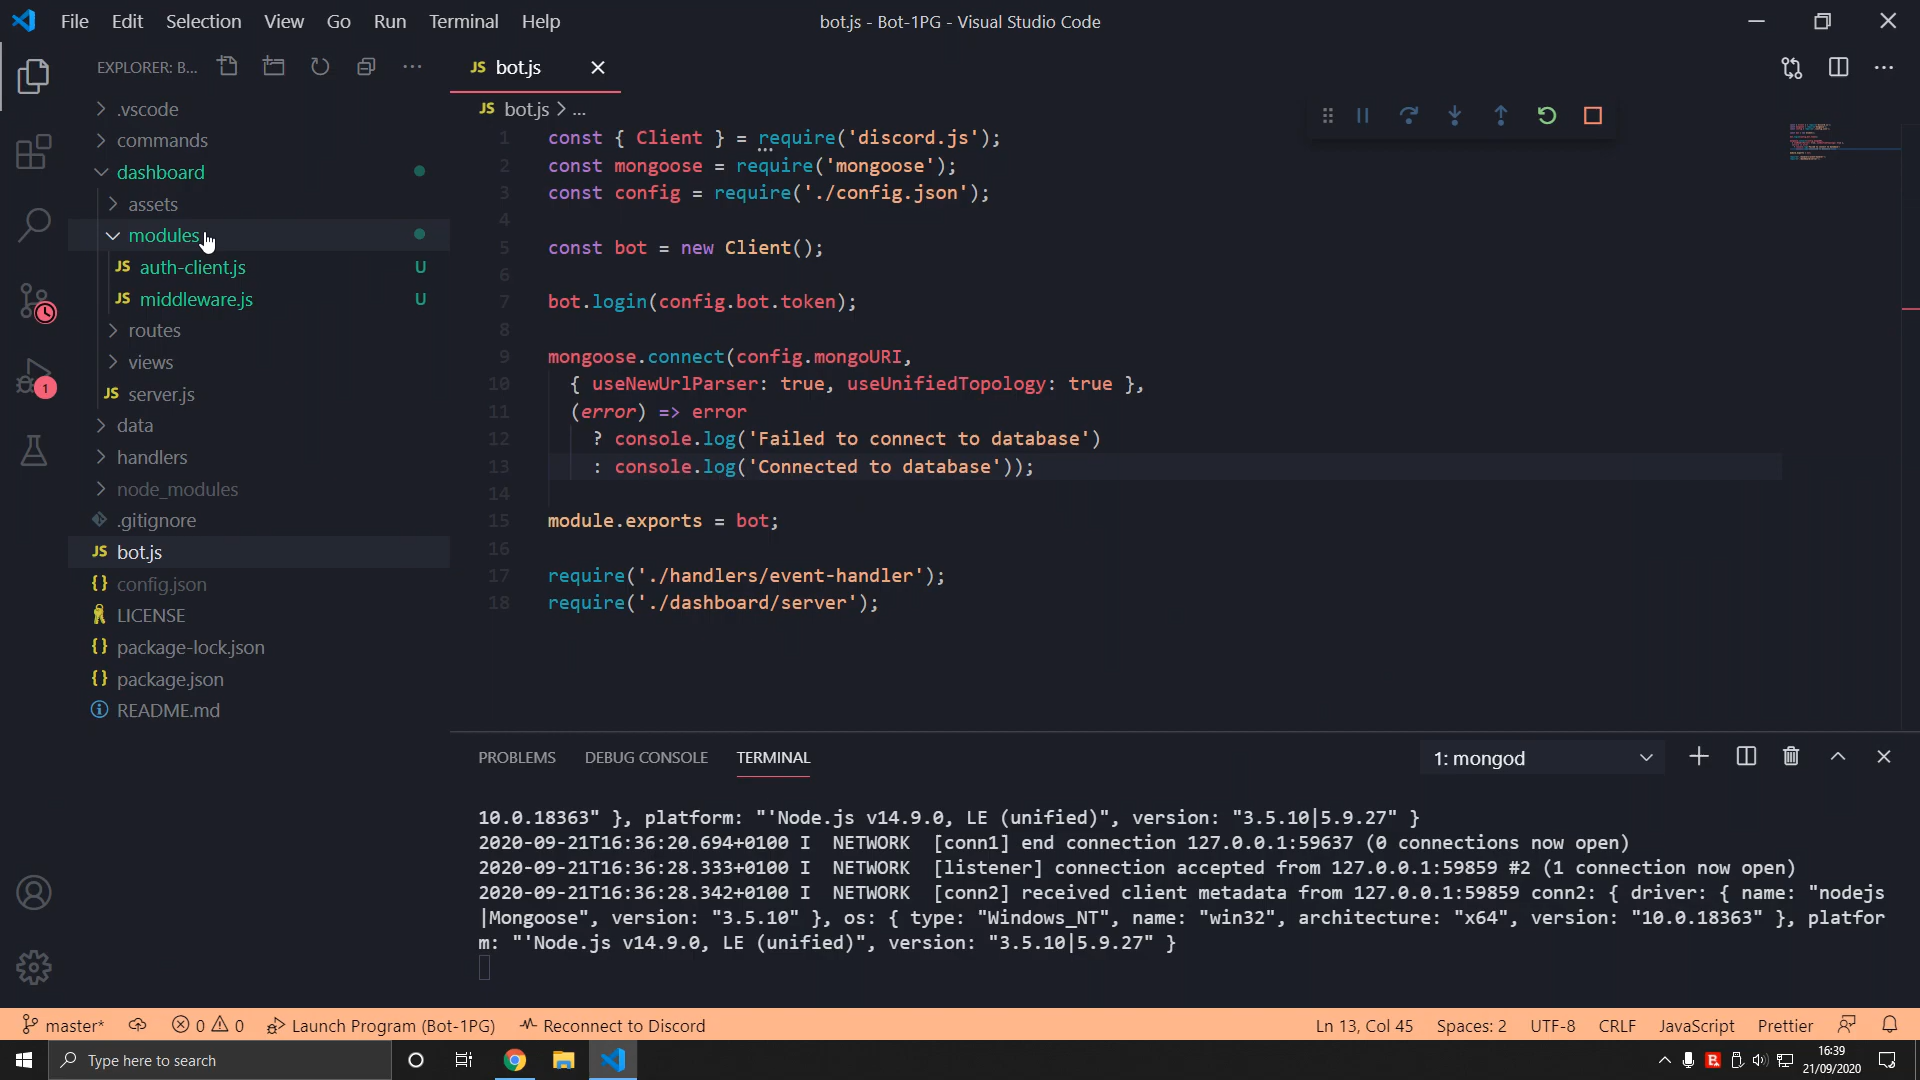 File Edit Selection View Go Run Terminal Help
bot.js - Bot-1PG - Visual Studio Code
EXPLORER: B...
.vscode
commands
dashboard
assets
modules
JS auth-client.js U
JS middleware.js U
routes
views
JS server.js
data
handlers
node_modules
.gitignore
JS bot.js
{} config.json
LICENSE
{} package-lock.json
{} package.json
README.md
1
JS bot.js
JS bot.js > ...
1 const { Client } = require('discord.js');
2 const mongoose = require('mongoose');
3 const config = require('./config.json');
4
5 const bot = new Client();
6
7 bot.login(config.bot.token);
8
9 mongoose.connect(config.mongoURI,
10 { useNewUrlParser: true, useUnifiedTopology: true },
11 (error) => error
12 ? console.log('Failed to connect to database')
13 : console.log('Connected to database'));
14
15 module.exports = bot;
16
17 require('./handlers/event-handler');
18 require('./dashboard/server');
PROBLEMS DEBUG CONSOLE TERMINAL
1: mongod
10.0.18363" }, platform: "'Node.js v14.9.0, LE (unified)", version: "3.5.10|5.9.27" }
2020-09-21T16:36:20.694+0100 I NETWORK [conn1] end connection 127.0.0.1:59637 (0 connections now open)
2020-09-21T16:36:28.333+0100 I NETWORK [listener] connection accepted from 127.0.0.1:59859 #2 (1 connection now open)
2020-09-21T16:36:28.342+0100 I NETWORK [conn2] received client metadata from 127.0.0.1:59859 conn2: { driver: { name: "nodejs
|Mongoose", version: "3.5.10" }, os: { type: "Windows_NT", name: "win32", architecture: "x64", version: "10.0.18363" }, platfor
m: "'Node.js v14.9.0, LE (unified)", version: "3.5.10|5.9.27" }
master* 0 0 Launch Program (Bot-1PG) Reconnect to Discord
Ln 13, Col 45 Spaces: 2 UTF-8 CRLF JavaScript Prettier
Type here to search
16:39
21/09/2020